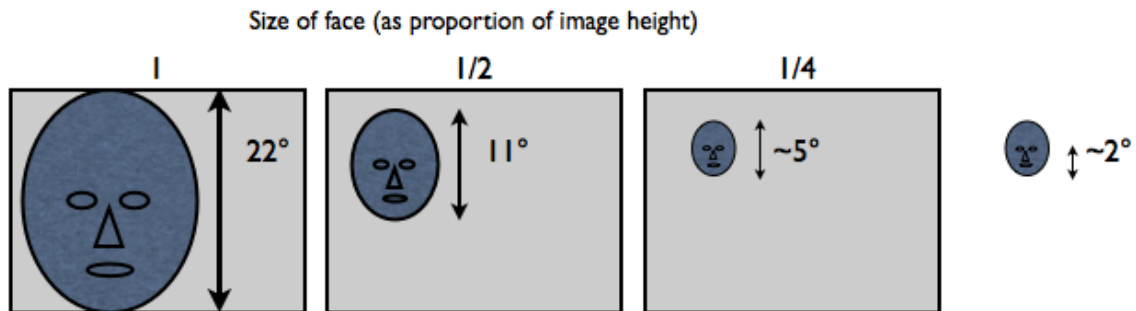 Size of face (as proportion of image height)
1 1/2 1/4
22° 11° ~5° ~2°